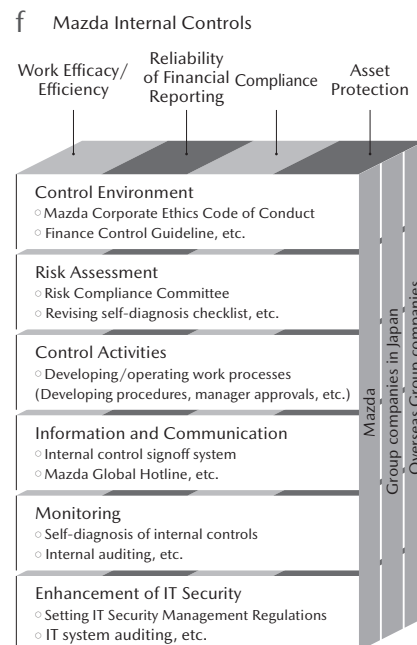 f Mazda Internal Controls
Work Efficacy/
Efficiency
Reliability
of Financial
Reporting
Compliance
Asset
Protection
Control Environment
○ Mazda Corporate Ethics Code of Conduct
○ Finance Control Guideline, etc.
Risk Assessment
○ Risk Compliance Committee
○ Revising self-diagnosis checklist, etc.
Control Activities
○ Developing/operating work processes
(Developing procedures, manager approvals, etc.)
Information and Communication
○ Internal control signoff system
○ Mazda Global Hotline, etc.
Monitoring
○ Self-diagnosis of internal controls
○ Internal auditing, etc.
Enhancement of IT Security
○ Setting IT Security Management Regulations
○ IT system auditing, etc.
Mazda
Group companies in Japan
Overseas Group companies